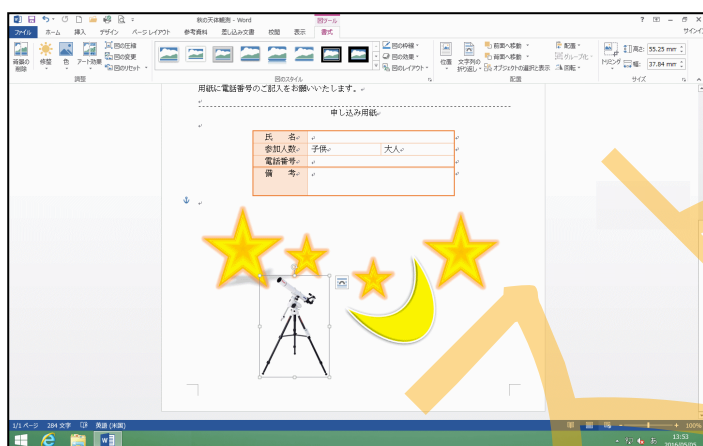 秋の天体観測 - Word
図ツール
ファイル ホーム 挿入 デザイン ページ レイアウト 参考資料 差し込み文書 校閲 表示 書式 サインイン
背景の削除 修整 色 アート効果 図の圧縮 図の変更 図のリセット
図の枠線 図の効果 図のレイアウト
位置 文字列の折り返し 前面へ移動 背面へ移動 オブジェクトの選択と表示 配置 グループ化 回転
トリミング 高さ: 55.25 mm 幅: 37.84 mm
調整 図のスタイル 配置 サイズ
用紙に電話番号のご記入をお願いいたします。
申し込み用紙
氏 名
参加人数 子供 大人
電話番号
備 考
1/1 ページ 284 文字 英語 (米国) 100%
13:53
2016/05/05